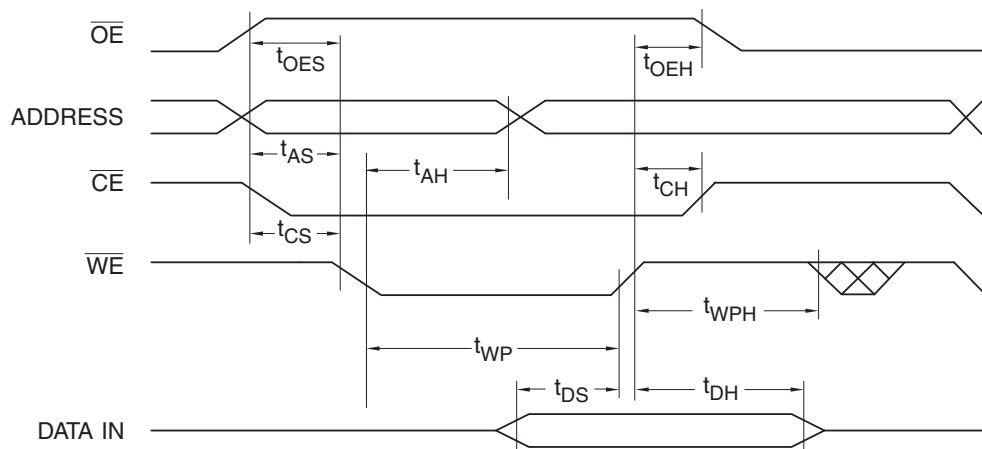 OE
tOES
tOEH
ADDRESS
tAS
tAH
CE
tCH
tCS
WE
tWPH
tWP
tDS
tDH
DATA IN